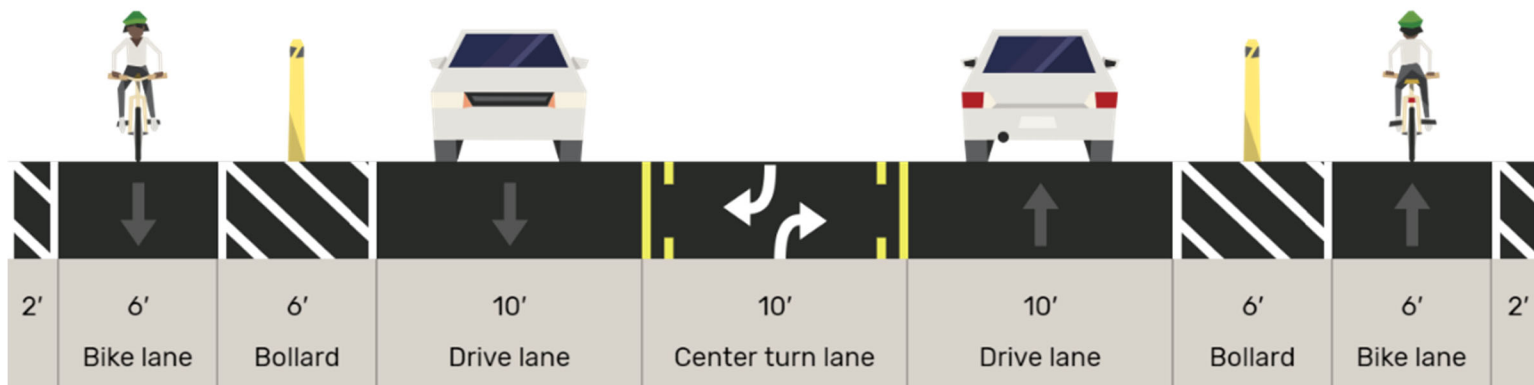 2′ 6′ 6′ 10′ 10′ 10′ 6′ 6′ 2′
Bike lane Bollard Drive lane Center turn lane Drive lane Bollard Bike lane